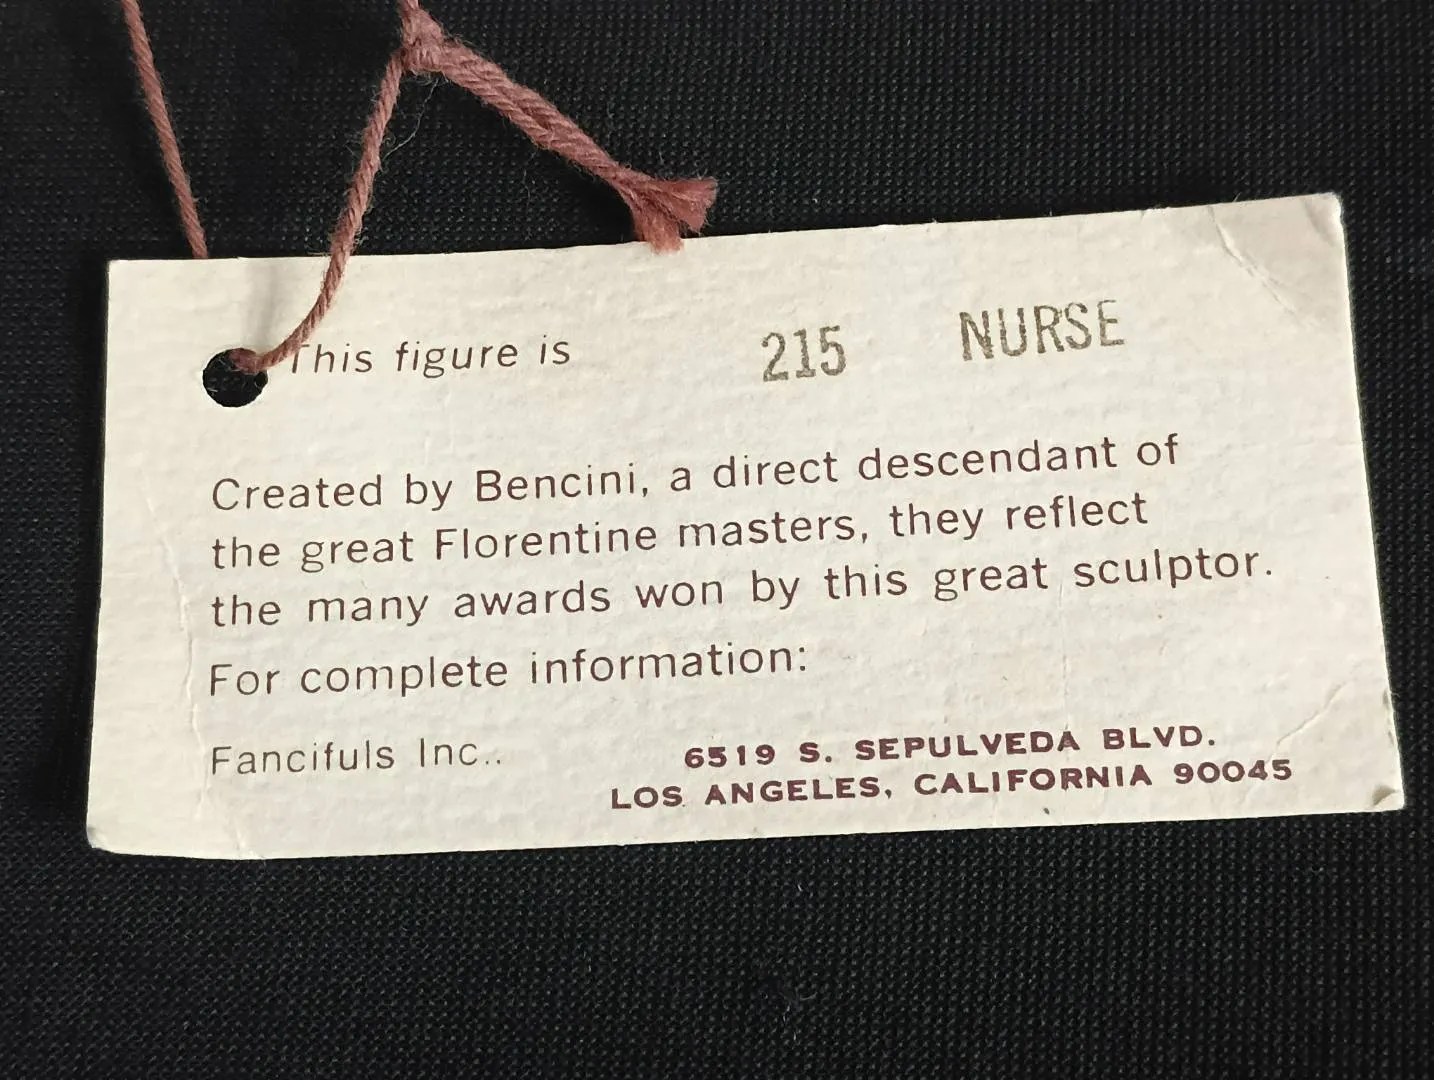 This figure is 215 NURSE
Created by Bencini, a direct descendant of
the great Florentine masters, they reflect
the many awards won by this great sculptor.
For complete information:
Fancifuls Inc.. 6519 S. SEPULVEDA BLVD.
LOS ANGELES, CALIFORNIA 90045